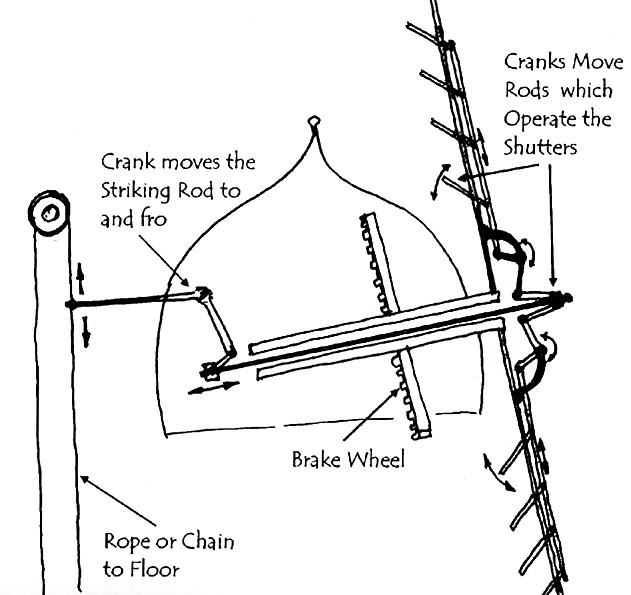 Cranks Move
Rods which
Operate the
Shutters
Crank moves the
Striking Rod to
and fro
Brake Wheel
Rope or Chain
to Floor